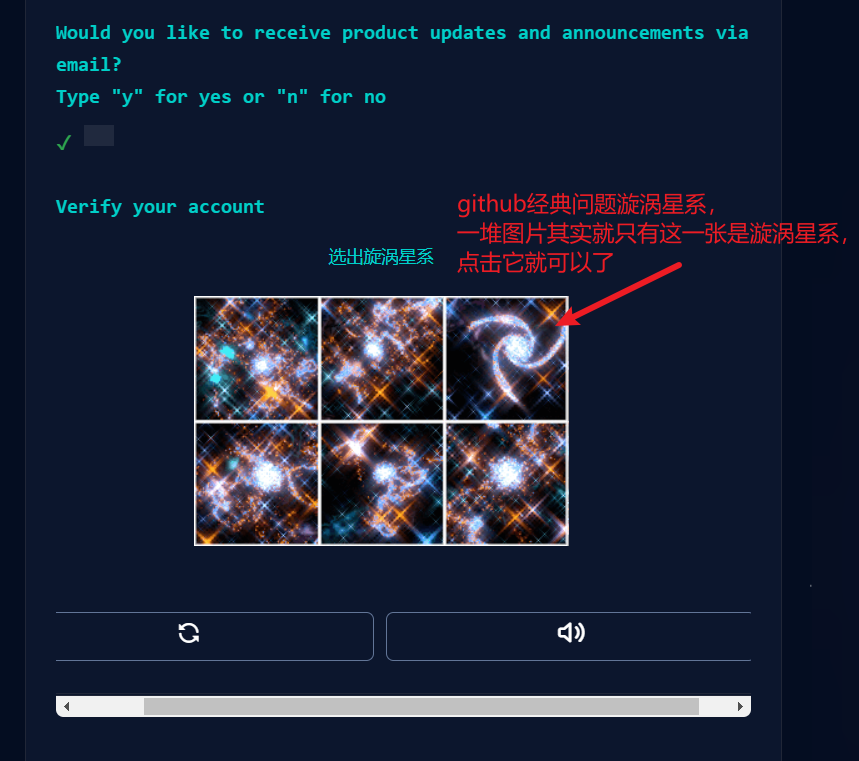 Would you like to receive product updates and announcements via
email?
Type "y" for yes or "n" for no
✓
Verify your account
github经典问题漩涡星系，
一堆图片其实就只有这一张是漩涡星系，
点击它就可以了
选出旋涡星系